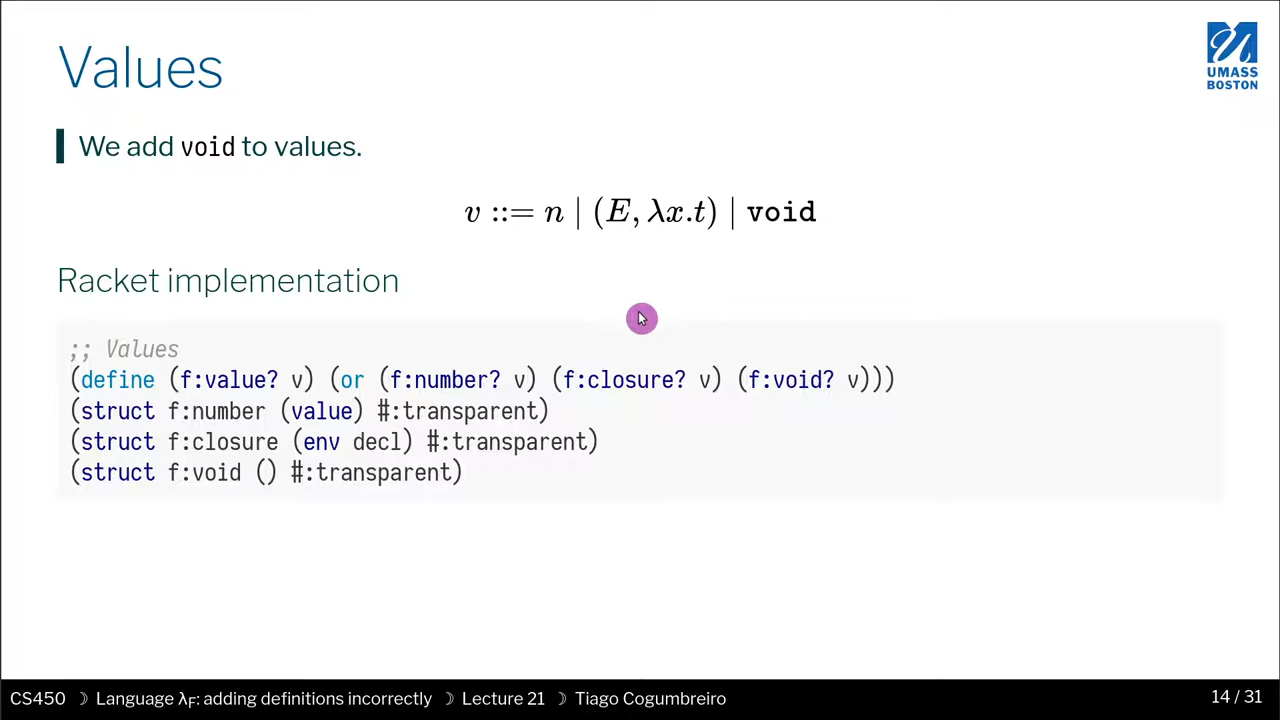 Values
UMASS
BOSTON
We add void to values.
v ::= n | (E, λx.t) | void
Racket implementation
;; Values
(define (f:value? v) (or (f:number? v) (f:closure? v) (f:void? v)))
(struct f:number (value) #:transparent)
(struct f:closure (env decl) #:transparent)
(struct f:void () #:transparent)
CS450 ☽ Language λF: adding definitions incorrectly ☽ Lecture 21 ☽ Tiago Cogumbreiro
14 / 31